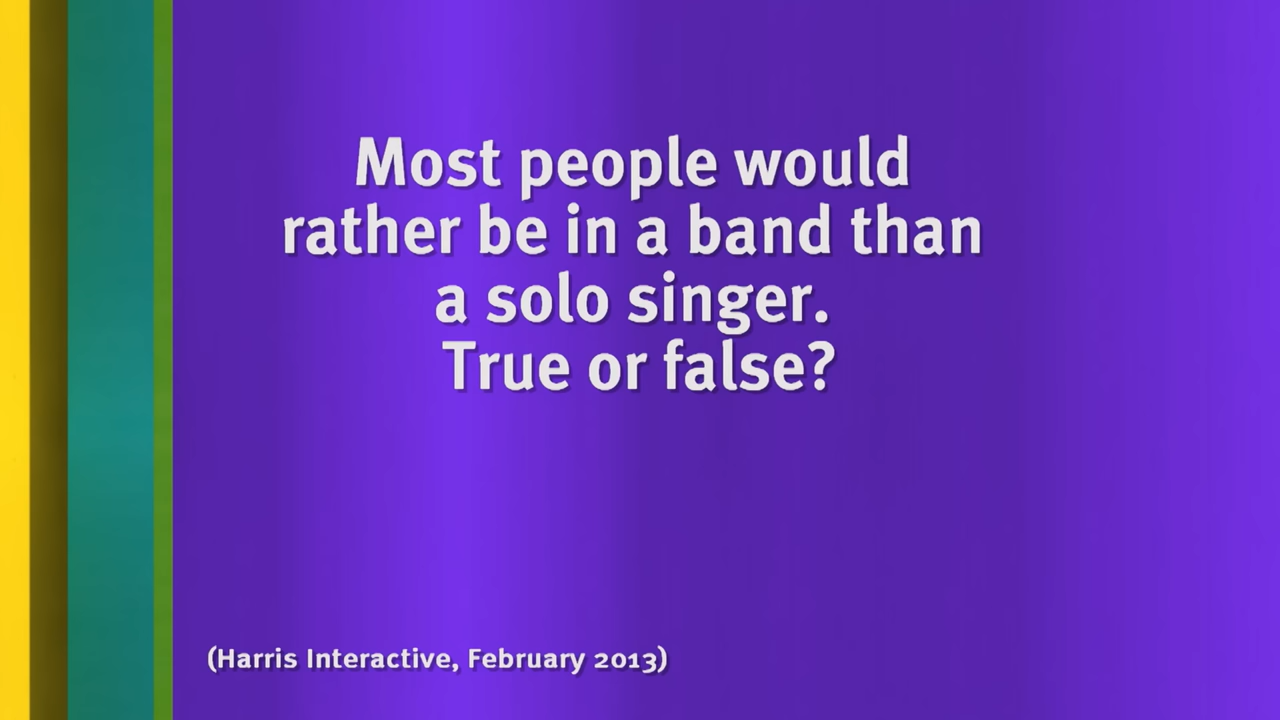 Most people would
rather be in a band than
a solo singer.
True or false?
(Harris Interactive, February 2013)